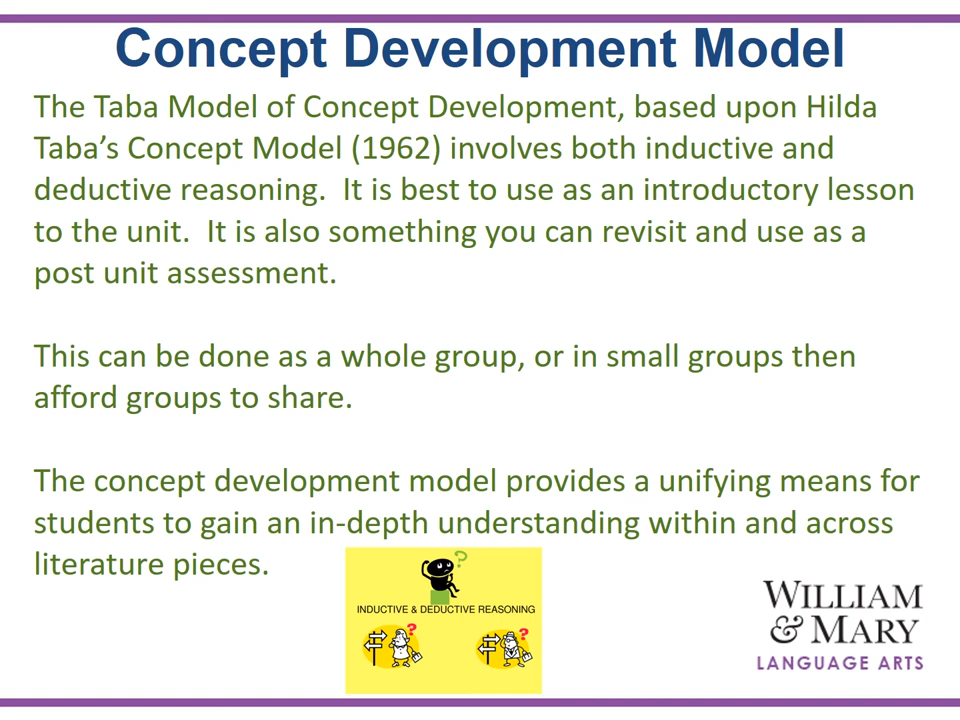 Concept Development Model
The Taba Model of Concept Development, based upon Hilda
Taba’s Concept Model (1962) involves both inductive and
deductive reasoning.  It is best to use as an introductory lesson
to the unit.  It is also something you can revisit and use as a
post unit assessment.
This can be done as a whole group, or in small groups then
afford groups to share.
The concept development model provides a unifying means for
students to gain an in-depth understanding within and across
literature pieces.
?
INDUCTIVE & DEDUCTIVE REASONING
? ?
WILLIAM
& MARY
LANGUAGE ARTS